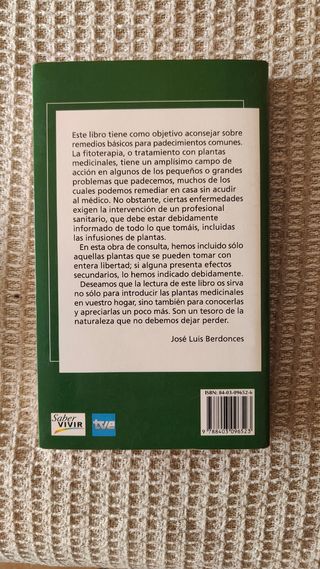 Este libro tiene como objetivo aconsejar sobre
remedios básicos para padecimientos comunes.
La fitoterapia, o tratamiento con plantas
medicinales, tiene un amplísimo campo de
acción en algunos de los pequeños o grandes
problemas que padecemos, muchos de los
cuales podemos remediar en casa sin acudir
al médico. No obstante, ciertas enfermedades
exigen la intervención de un profesional
sanitario, que debe estar debidamente
informado de todo lo que tomáis, incluidas
las infusiones de plantas.
En esta obra de consulta, hemos incluido sólo
aquellas plantas que se pueden tomar con
entera libertad; si alguna presenta efectos
secundarios, lo hemos indicado debidamente.
Deseamos que la lectura de este libro os sirva
no sólo para introducir las plantas medicinales
en vuestro hogar, sino también para conocerlas
y apreciarlas un poco más. Son un tesoro de la
naturaleza que no debemos dejar perder.
José Luis Berdonces
ISBN: 84-03-09652-6
9 788403 096523
Saber
VIVIR
tve